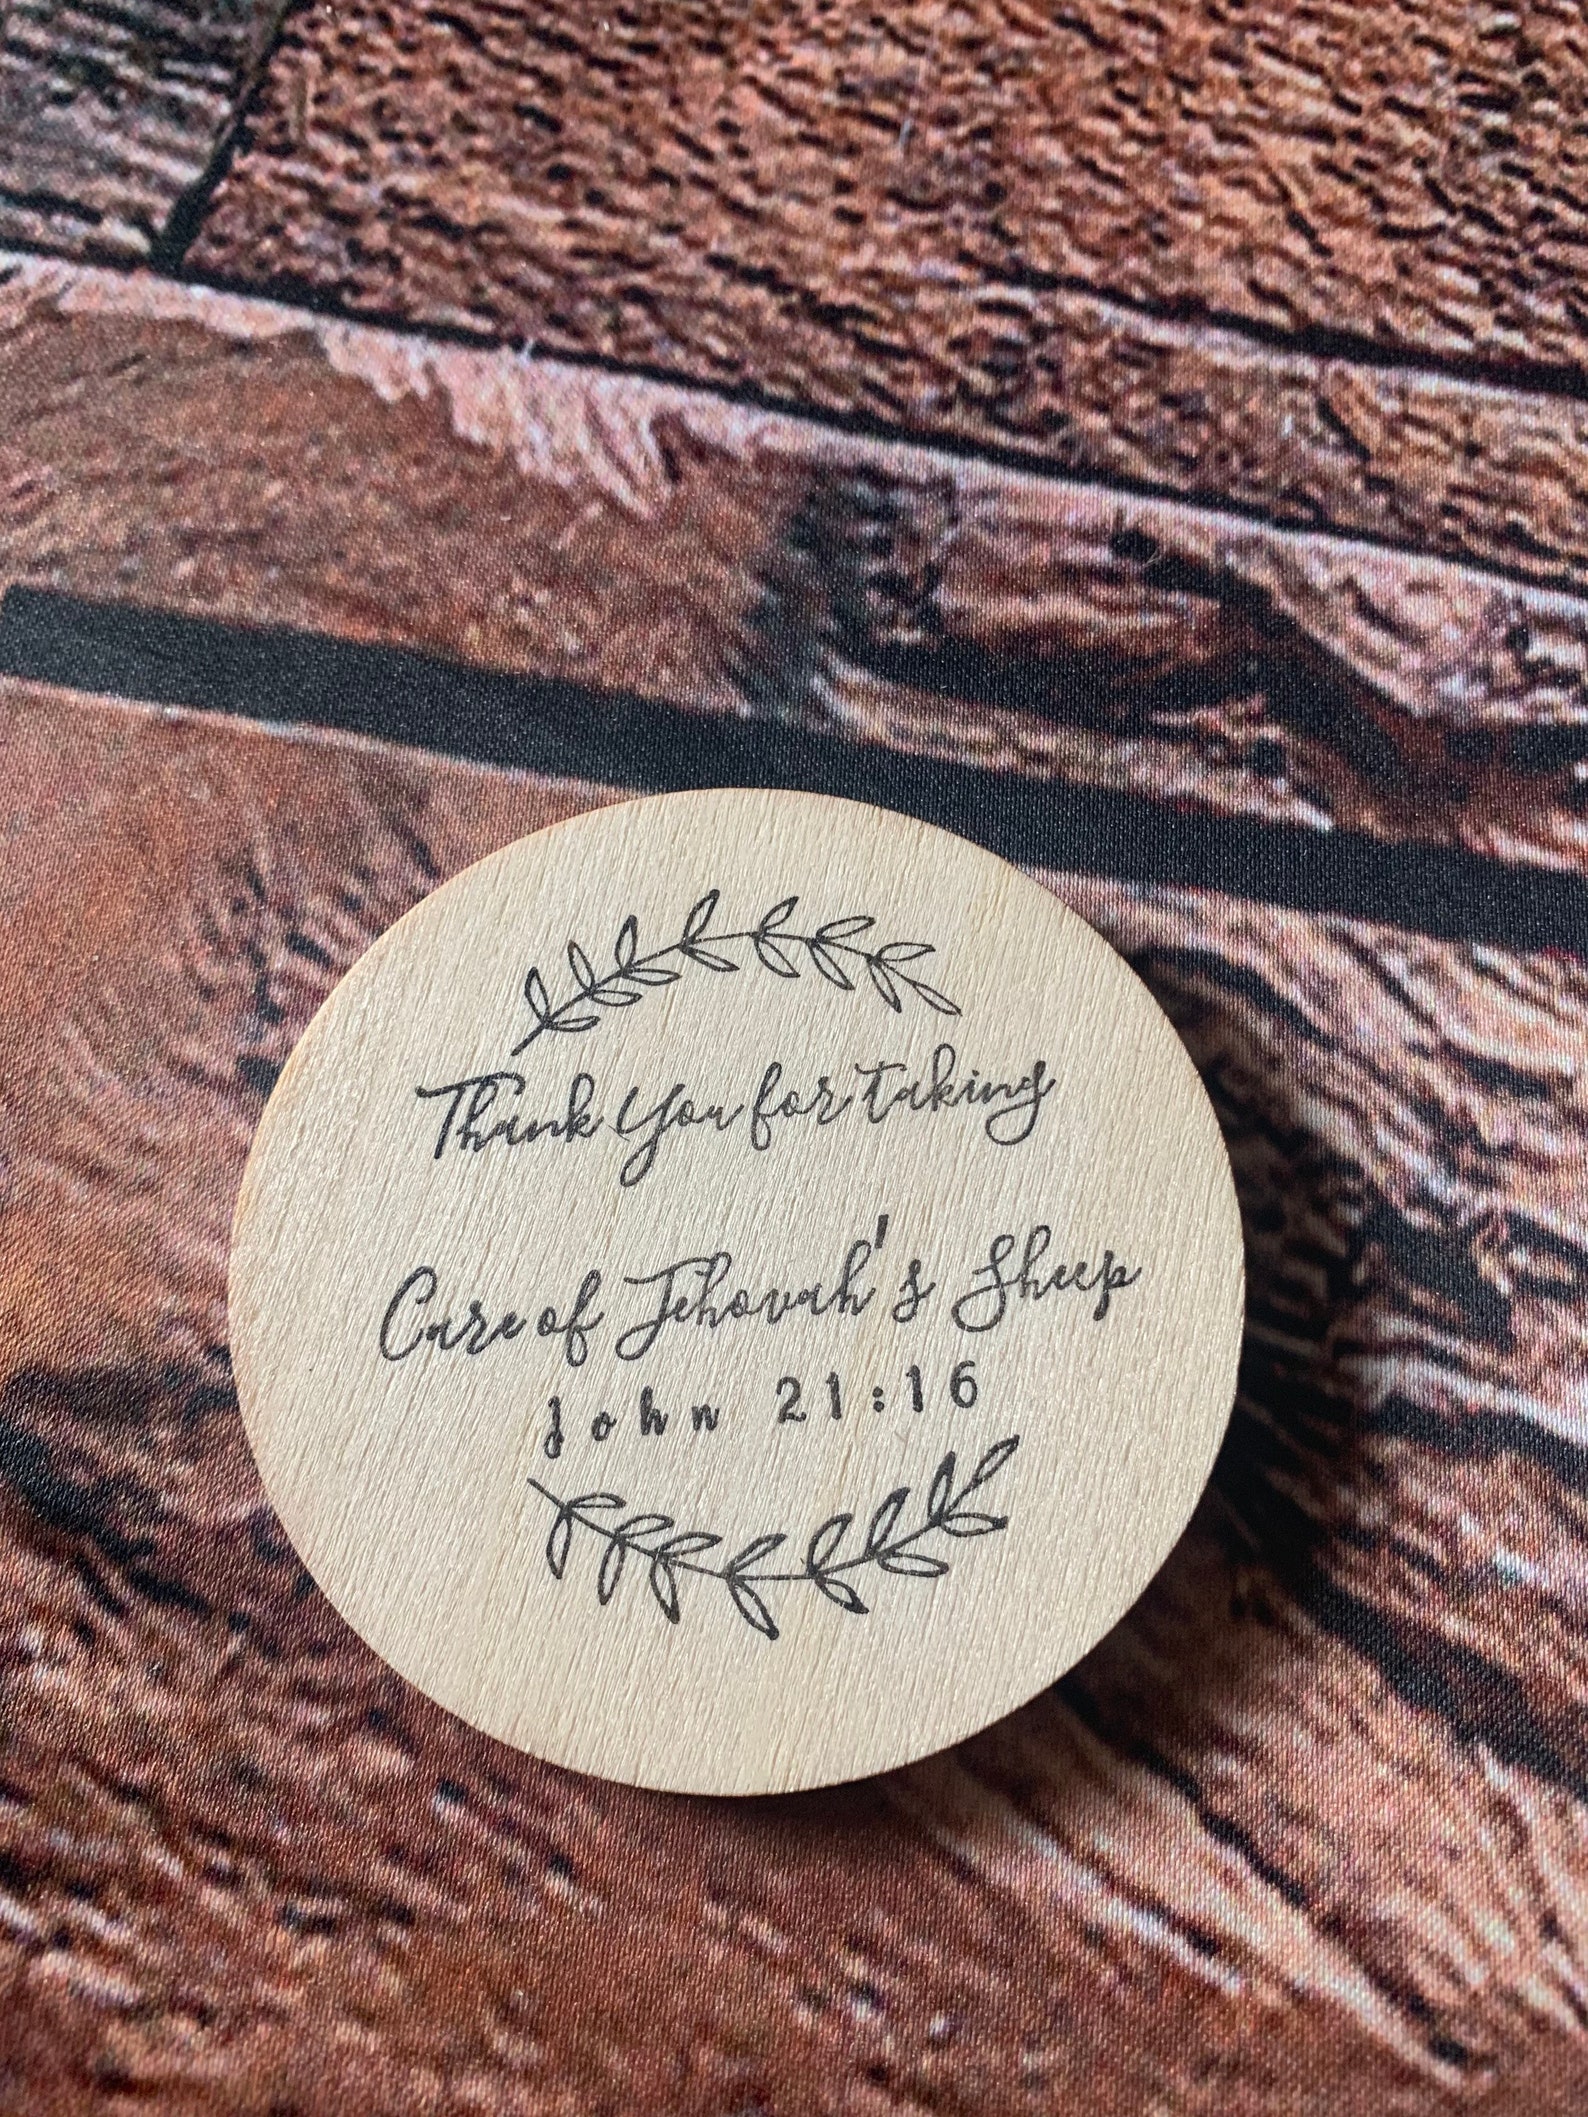 Thank You for taking
Care of Jehovah's Sheep
John 21:16